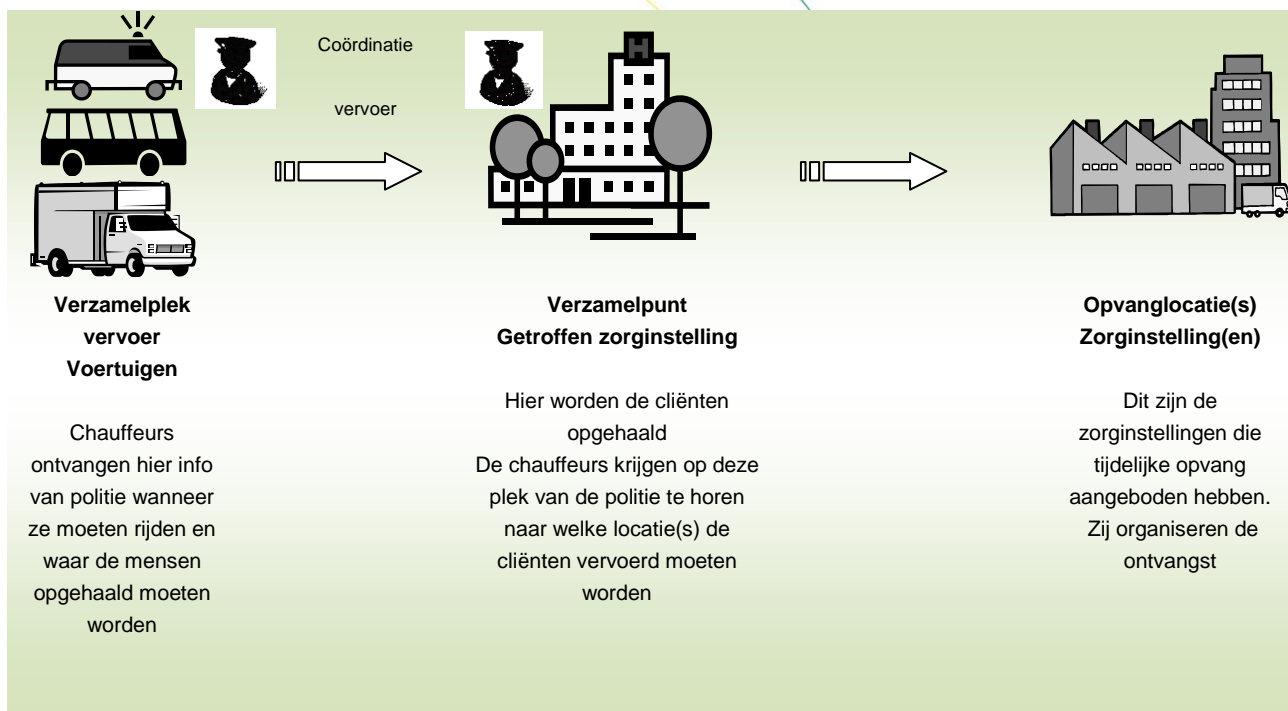 Coördinatie
vervoer
H
Verzamelplek
vervoer
Voertuigen
Chauffeurs
ontvangen hier info
van politie wanneer
ze moeten rijden en
waar de mensen
opgehaald moeten
worden
Verzamelpunt
Getroffen zorginstelling
Hier worden de cliënten
opgehaald
De chauffeurs krijgen op deze
plek van de politie te horen
naar welke locatie(s) de
cliënten vervoerd moeten
worden
Opvanglocatie(s)
Zorginstelling(en)
Dit zijn de
zorginstellingen die
tijdelijke opvang
aangeboden hebben.
Zij organiseren de
ontvangst